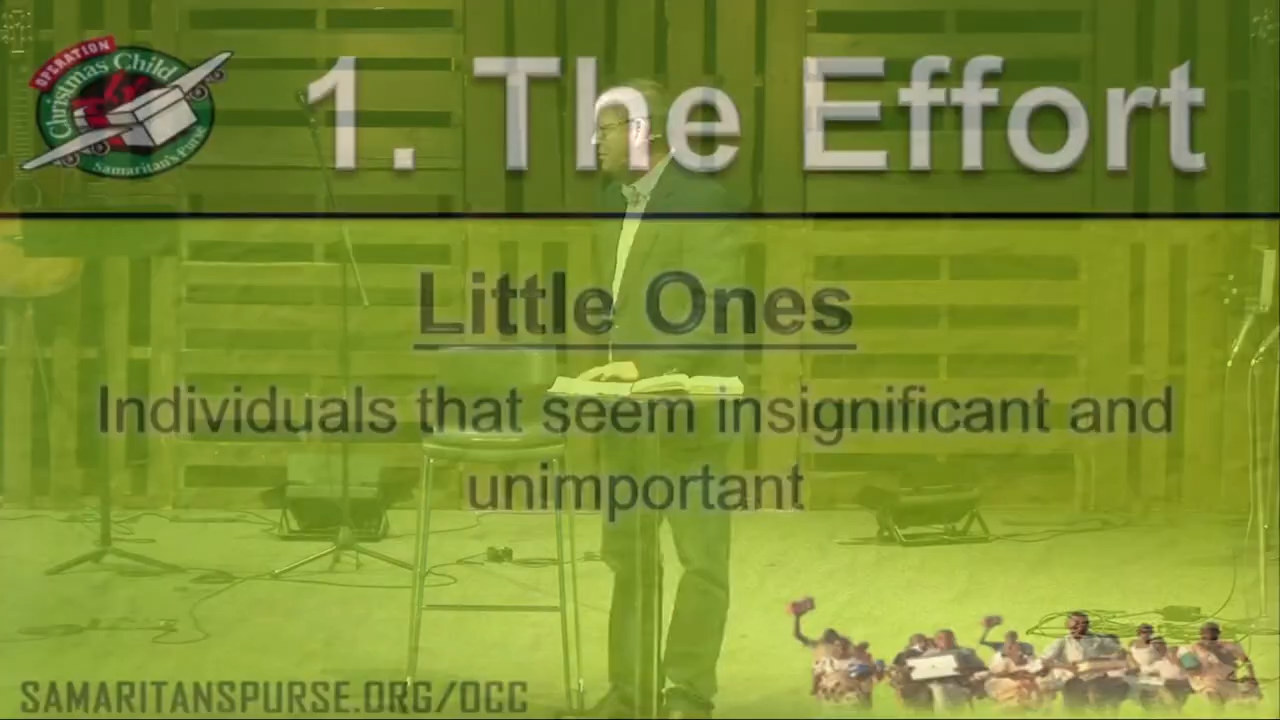 OPERATION
Christmas Child
Samaritan's Purse
1. The Effort
Little Ones
Individuals that seem insignificant and
unimportant
SAMARITANSPURSE.ORG/OCC